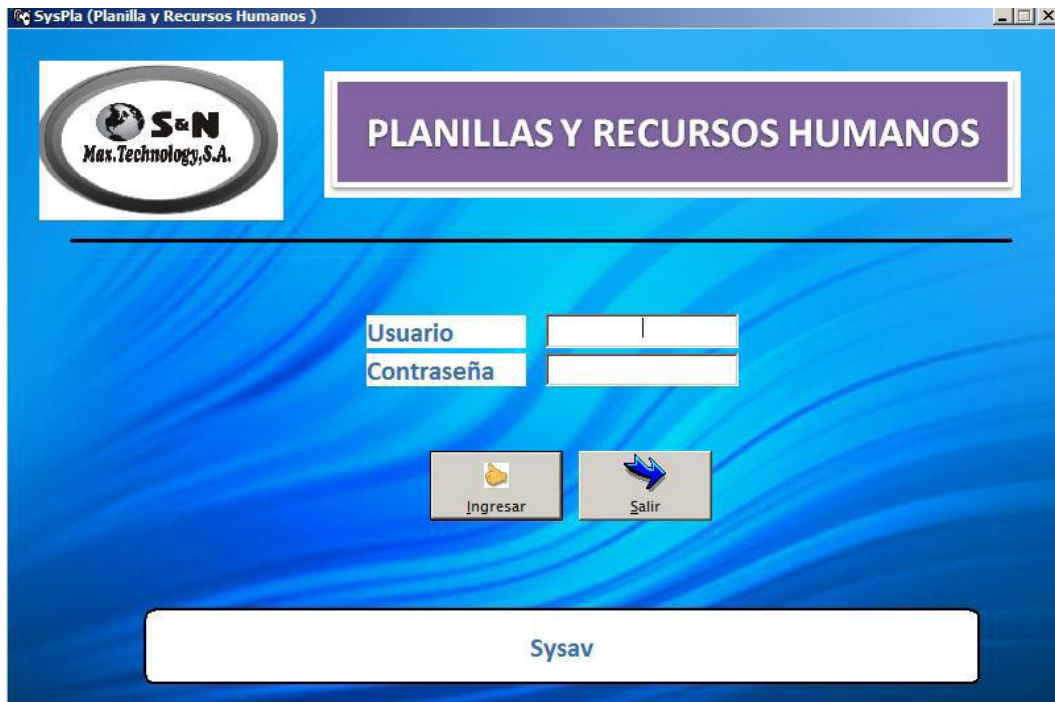 SysPla (Planilla y Recursos Humanos )
S&N
Max.Technology,S.A.
PLANILLAS Y RECURSOS HUMANOS
Usuario
Contraseña
Ingresar
Salir
Sysav